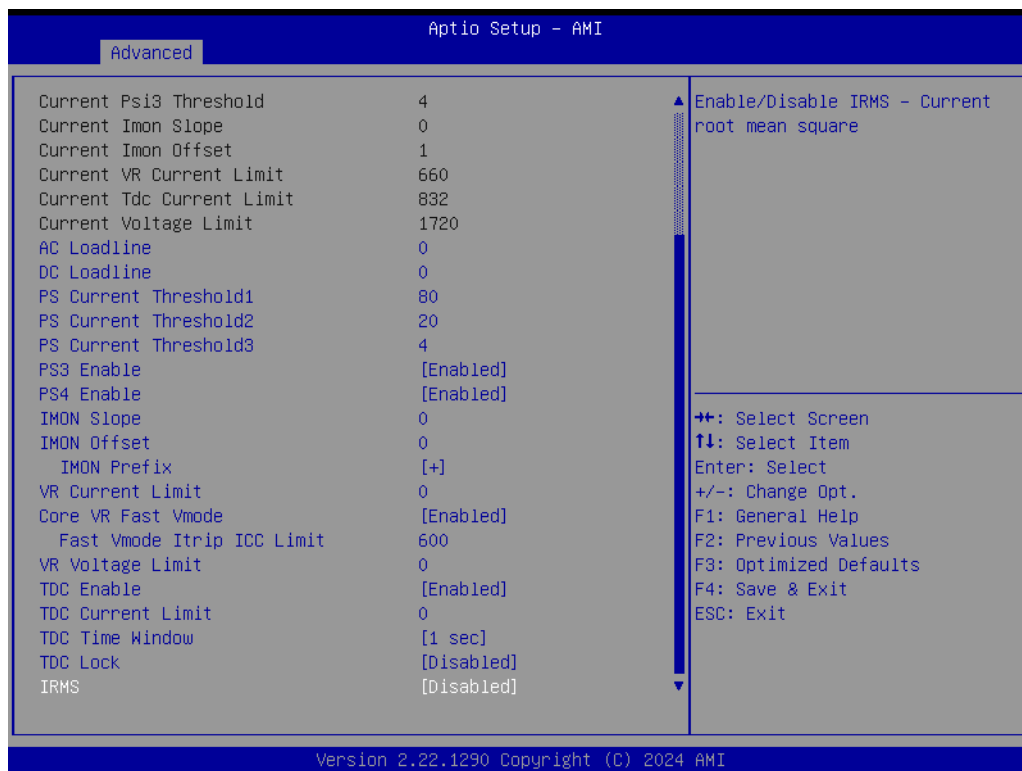 Aptio Setup – AMI
Advanced
Current Psi3 Threshold 4
Current Imon Slope 0
Current Imon Offset 1
Current VR Current Limit 660
Current Tdc Current Limit 832
Current Voltage Limit 1720
AC Loadline 0
DC Loadline 0
PS Current Threshold1 80
PS Current Threshold2 20
PS Current Threshold3 4
PS3 Enable [Enabled]
PS4 Enable [Enabled]
IMON Slope 0
IMON Offset 0
IMON Prefix [+]
VR Current Limit 0
Core VR Fast Vmode [Enabled]
Fast Vmode Itrip ICC Limit 600
VR Voltage Limit 0
TDC Enable [Enabled]
TDC Current Limit 0
TDC Time Window [1 sec]
TDC Lock [Disabled]
IRMS [Disabled]
Enable/Disable IRMS – Current
root mean square
→←: Select Screen
↑↓: Select Item
Enter: Select
+/-: Change Opt.
F1: General Help
F2: Previous Values
F3: Optimized Defaults
F4: Save & Exit
ESC: Exit
Version 2.22.1290 Copyright (C) 2024 AMI